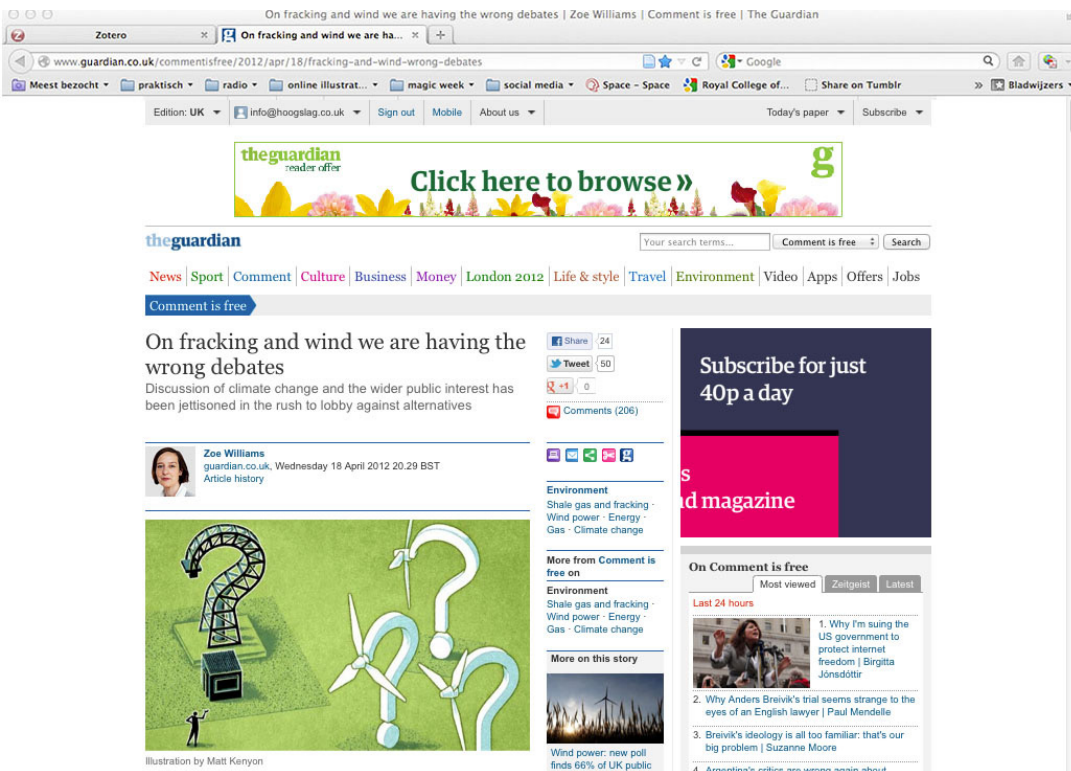 On fracking and wind we are having the wrong debates | Zoe Williams | Comment is free | The Guardian
Zotero
On fracking and wind we are ha...
www.guardian.co.uk/commentisfree/2012/apr/18/fracking-and-wind-wrong-debates
Google
Meest bezocht
praktisch
radio
online illustrat...
magic week
social media
Space - Space
Royal College of...
Share on Tumblr
»
Bladwijzers
Edition: UK
info@hoogslag.co.uk
Sign out
Mobile
About us
Today's paper
Subscribe
theguardian
reader offer
Click here to browse »
g
theguardian
Your search terms...
Comment is free
Search
News Sport Comment Culture Business Money London 2012 Life & style Travel Environment Video Apps Offers Jobs
Comment is free
On fracking and wind we are having the
wrong debates
Discussion of climate change and the wider public interest has
been jettisoned in the rush to lobby against alternatives
Zoe Williams
guardian.co.uk, Wednesday 18 April 2012 20.29 BST
Article history
Illustration by Matt Kenyon
Share 24
Tweet 50
+1 0
Comments (206)
Environment
Shale gas and fracking ·
Wind power · Energy ·
Gas · Climate change
More from Comment is
free on
Environment
Shale gas and fracking ·
Wind power · Energy ·
Gas · Climate change
More on this story
Wind power: new poll
finds 66% of UK public
Subscribe for just
40p a day
s
nd magazine
On Comment is free
Most viewed
Zeitgeist
Latest
Last 24 hours
1. Why I'm suing the
US government to
protect internet
freedom | Birgitta
Jónsdóttir
2. Why Anders Breivik's trial seems strange to the
eyes of an English lawyer | Paul Mendelle
3. Breivik's ideology is all too familiar: that's our
big problem | Suzanne Moore
4. Argentina's critics are wrong again about